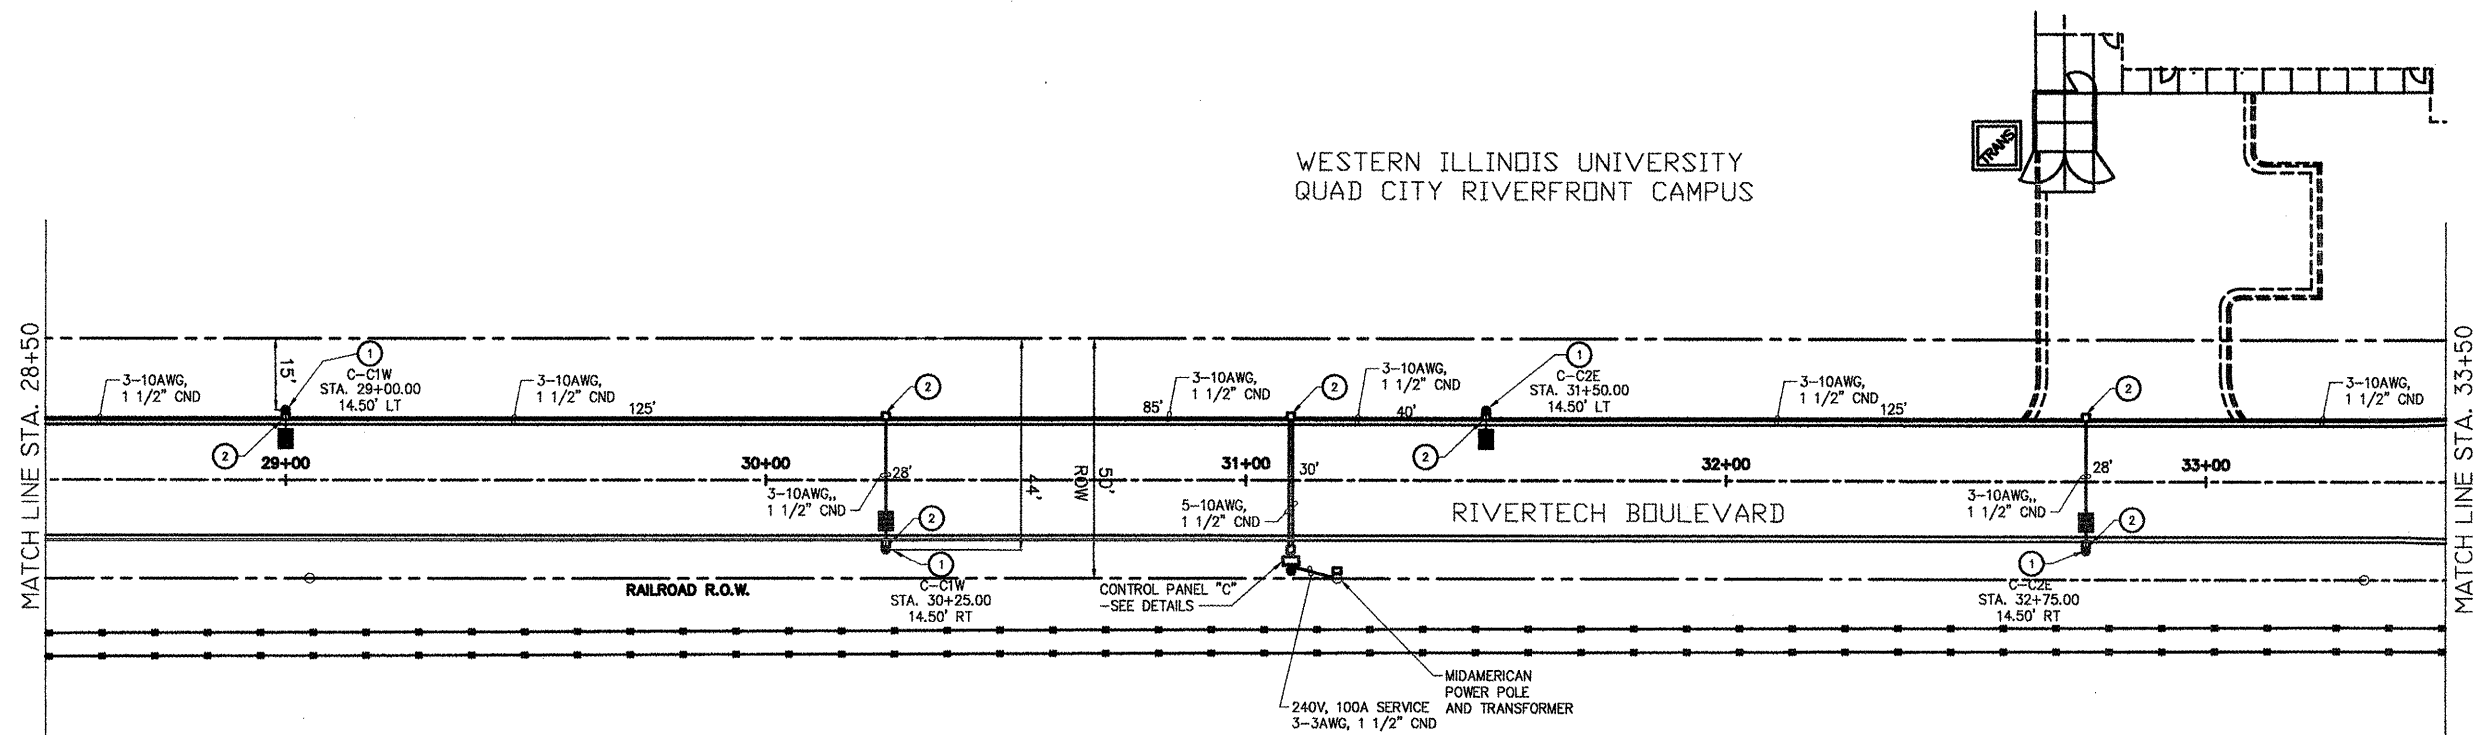 WESTERN ILLINOIS UNIVERSITY
QUAD CITY RIVERFRONT CAMPUS
TRANS
MATCH LINE STA. 28+50
MATCH LINE STA. 33+50
3-10AWG,
1 1/2" CND
15'
1
C-C1W
STA. 29+00.00
14.50' LT
2
3-10AWG,
1 1/2" CND
125'
2
85'
3-10AWG,
1 1/2" CND
2
3-10AWG,
1 1/2" CND
40'
1
C-C2E
STA. 31+50.00
14.50' LT
2
3-10AWG,
1 1/2" CND
125'
2
3-10AWG,
1 1/2" CND
29+00
30+00
31+00
32+00
33+00
3-10AWG,,
1 1/2" CND
28'
2
1
C-C1W
STA. 30+25.00
14.50' RT
44'
50'
ROW
30'
5-10AWG,
1 1/2" CND
RIVERTECH BOULEVARD
3-10AWG,,
1 1/2" CND
28'
2
1
C-C2E
STA. 32+75.00
14.50' RT
RAILROAD R.O.W.
CONTROL PANEL "C"
-SEE DETAILS
MIDAMERICAN
POWER POLE
AND TRANSFORMER
240V, 100A SERVICE
3-3AWG, 1 1/2" CND